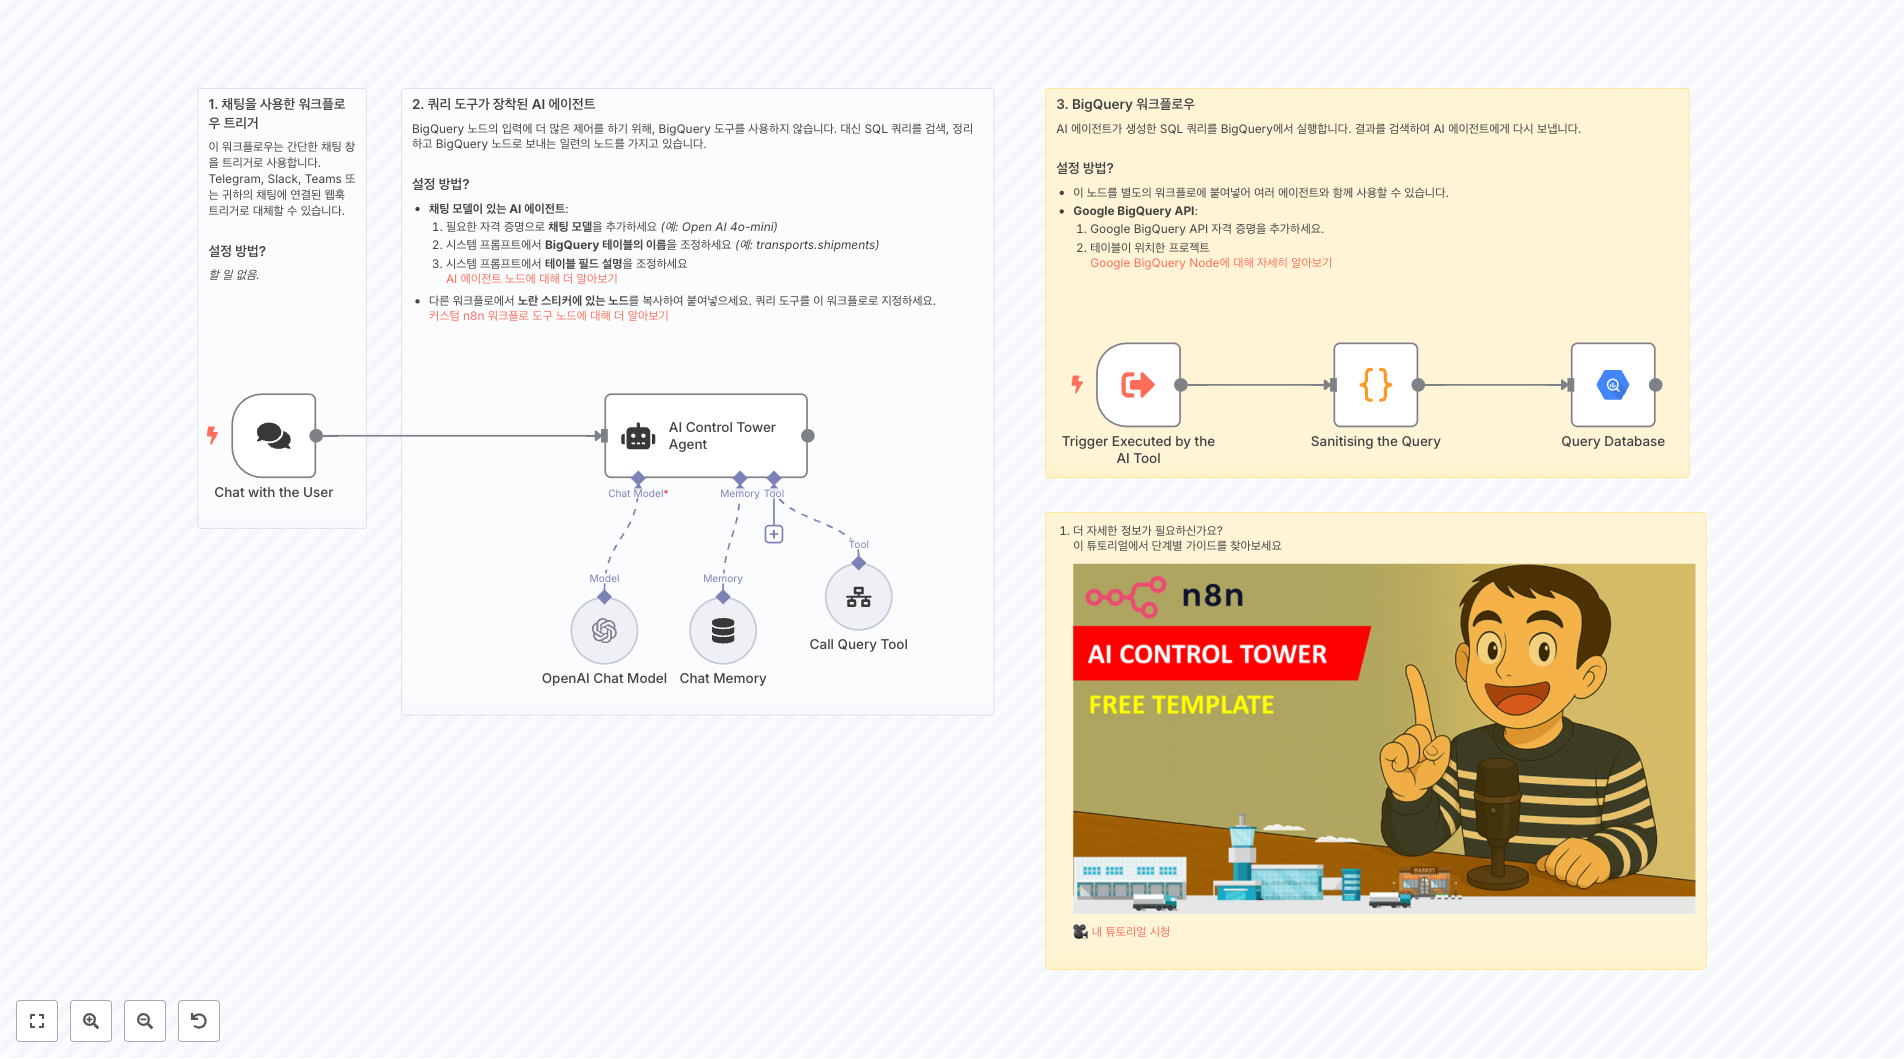 1. 채팅을 사용한 워크플로
우 트리거
이 워크플로우는 간단한 채팅 창
을 트리거로 사용합니다.
Telegram, Slack, Teams 또
는 귀하의 채팅에 연결된 웹훅
트리거로 대체할 수 있습니다.
설정 방법?
할 일 없음.
Chat with the User
2. 쿼리 도구가 장착된 AI 에이전트
BigQuery 노드의 입력에 더 많은 제어를 하기 위해, BigQuery 도구를 사용하지 않습니다. 대신 SQL 쿼리를 검색, 정리
하고 BigQuery 노드로 보내는 일련의 노드를 가지고 있습니다.
설정 방법?
• 채팅 모델이 있는 AI 에이전트:
1. 필요한 자격 증명으로 채팅 모델을 추가하세요 (예: Open AI 4o-mini)
2. 시스템 프롬프트에서 BigQuery 테이블의 이름을 조정하세요 (예: transports.shipments)
3. 시스템 프롬프트에서 테이블 필드 설명을 조정하세요
AI 에이전트 노드에 대해 더 알아보기
• 다른 워크플로에서 노란 스티커에 있는 노드를 복사하여 붙여넣으세요. 쿼리 도구를 이 워크플로로 지정하세요.
커스텀 n8n 워크플로 도구 노드에 대해 더 알아보기
AI Control Tower
Agent
Chat Model*
Memory
Tool
Tool
Model
Memory
Call Query Tool
OpenAI Chat Model
Chat Memory
3. BigQuery 워크플로우
AI 에이전트가 생성한 SQL 쿼리를 BigQuery에서 실행합니다. 결과를 검색하여 AI 에이전트에게 다시 보냅니다.
설정 방법?
• 이 노드를 별도의 워크플로에 붙여넣어 여러 에이전트와 함께 사용할 수 있습니다.
• Google BigQuery API:
1. Google BigQuery API 자격 증명을 추가하세요.
2. 테이블이 위치한 프로젝트
Google BigQuery Node에 대해 자세히 알아보기
Trigger Executed by the
AI Tool
Sanitising the Query
Query Database
1. 더 자세한 정보가 필요하신가요?
이 튜토리얼에서 단계별 가이드를 찾아보세요
n8n
AI CONTROL TOWER
FREE TEMPLATE
MARKET
🎥 내 튜토리얼 시청